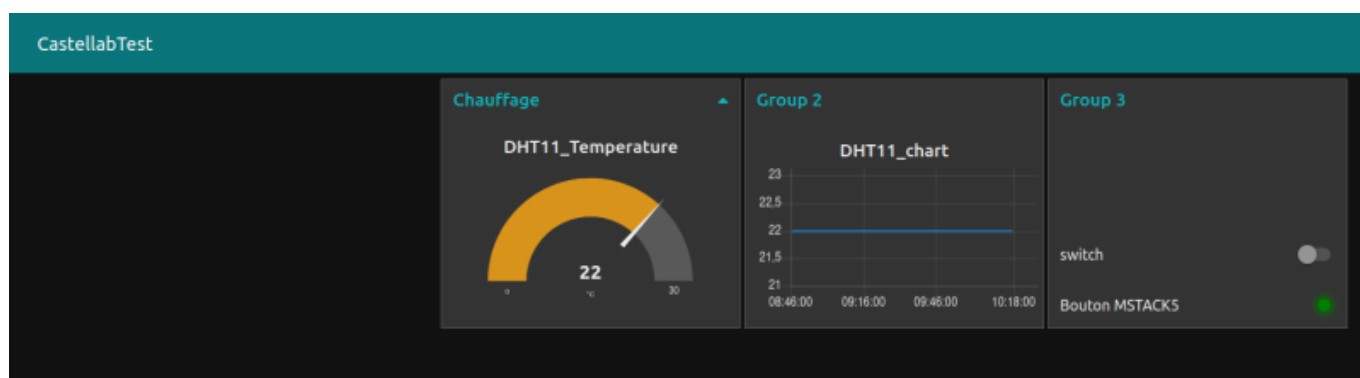 CastellabTest
Chauffage
DHT11_Temperature
22
0
°C
30
Group 2
DHT11_chart
23
22,5
22
21,5
21
08:46:00 09:16:00 09:46:00 10:18:00
Group 3
switch
Bouton MSTACK5